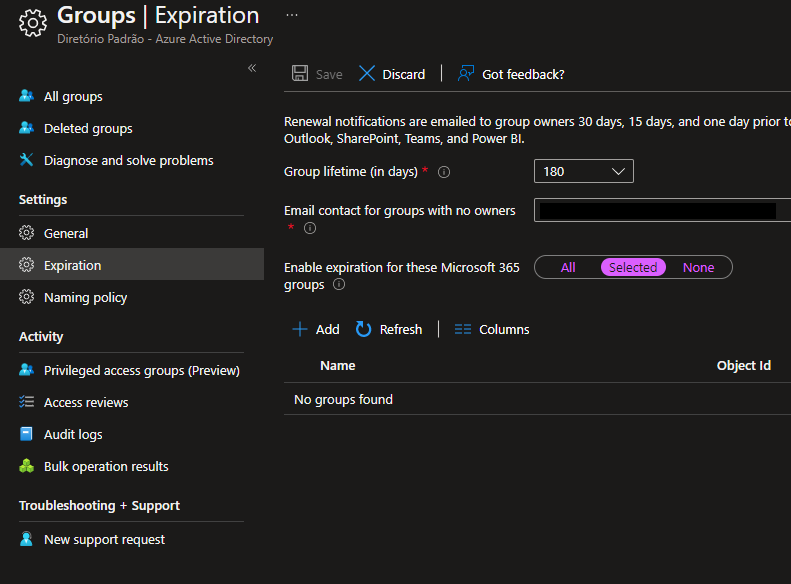 Groups | Expiration ...
Diretório Padrão - Azure Active Directory
«
All groups
Deleted groups
Diagnose and solve problems
Settings
General
Expiration
Naming policy
Activity
Privileged access groups (Preview)
Access reviews
Audit logs
Bulk operation results
Troubleshooting + Support
New support request
Save Discard | Got feedback?
Renewal notifications are emailed to group owners 30 days, 15 days, and one day prior to
Outlook, SharePoint, Teams, and Power BI.
Group lifetime (in days) * 180
Email contact for groups with no owners
*
Enable expiration for these Microsoft 365
groups
All Selected None
Add Refresh | Columns
Name Object Id
No groups found